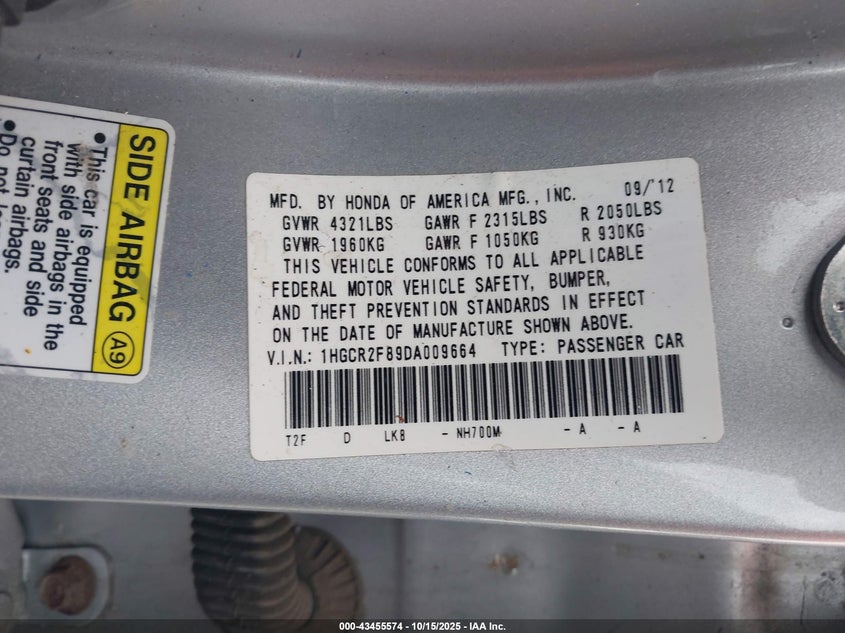 SIDE AIRBAG A9
• This car is equipped
with side airbags in the
front seats and side
curtain airbags.
• Do not
MFD. BY HONDA OF AMERICA MFG., INC. 09/'12
GVWR 4321LBS GAWR F 2315LBS R 2050LBS
GVWR 1960KG GAWR F 1050KG R 930KG
THIS VEHICLE CONFORMS TO ALL APPLICABLE
FEDERAL MOTOR VEHICLE SAFETY, BUMPER,
AND THEFT PREVENTION STANDARDS IN EFFECT
ON THE DATE OF MANUFACTURE SHOWN ABOVE.
V.I.N.: 1HGCR2F89DA009664 TYPE: PASSENGER CAR
T2F D LK8 - NH700M - A - A
000-43455574 - 10/15/2025 - IAA Inc.